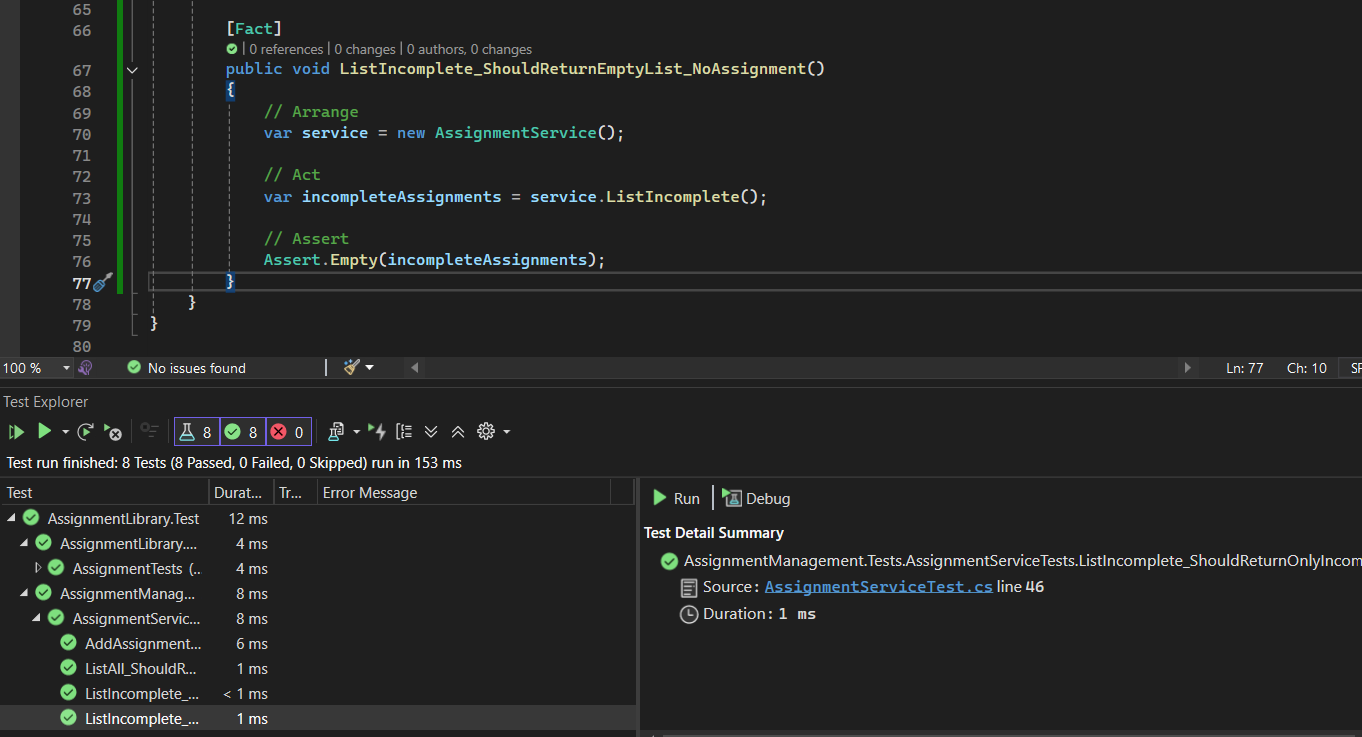 65
66 [Fact]
| 0 references | 0 changes | 0 authors, 0 changes
67 public void ListIncomplete_ShouldReturnEmptyList_NoAssignment()
68 {
69 // Arrange
70 var service = new AssignmentService();
71
72 // Act
73 var incompleteAssignments = service.ListIncomplete();
74
75 // Assert
76 Assert.Empty(incompleteAssignments);
77 }
78 }
79 }
80
100 % No issues found Ln: 77 Ch: 10 SP
Test Explorer
8 8 0
Test run finished: 8 Tests (8 Passed, 0 Failed, 0 Skipped) run in 153 ms
Test Durat... Tr... Error Message
AssignmentLibrary.Test 12 ms
AssignmentLibrary.... 4 ms
AssignmentTests (.. 4 ms
AssignmentManag... 8 ms
AssignmentServic... 8 ms
AddAssignment... 6 ms
ListAll_ShouldR... 1 ms
ListIncomplete_... < 1 ms
ListIncomplete_... 1 ms
Run Debug
Test Detail Summary
AssignmentManagement.Tests.AssignmentServiceTests.ListIncomplete_ShouldReturnOnlyIncom
Source: AssignmentServiceTest.cs line 46
Duration: 1 ms